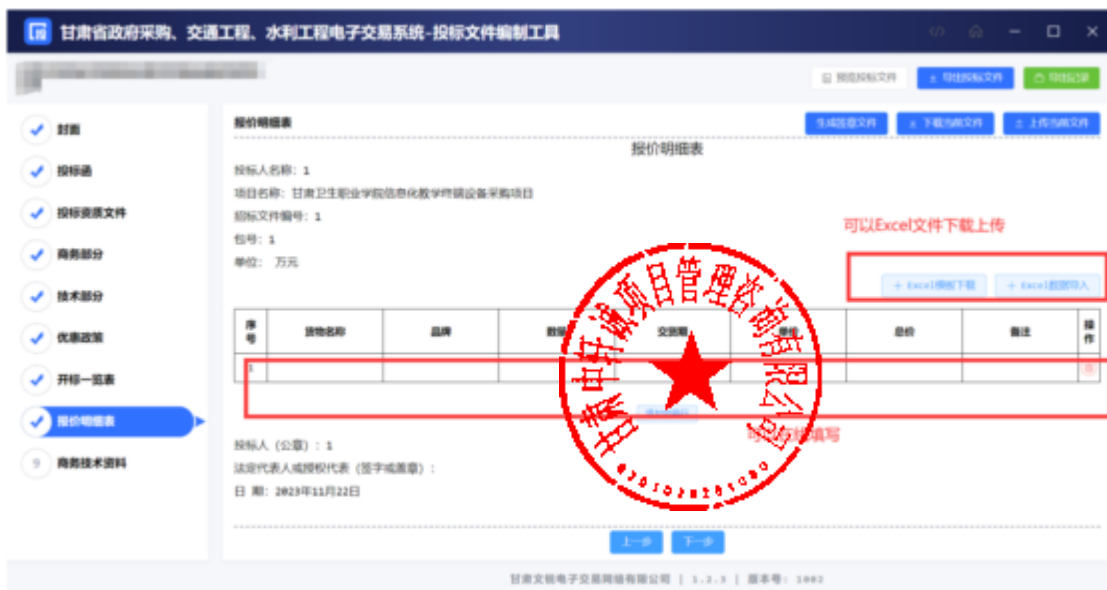 甘肃省政府采购、交通工程、水利工程电子交易系统-投标文件编制工具
预览投标文件
导出投标文件
导出记录
封面
投标函
投标资质文件
商务部分
技术部分
优惠政策
开标一览表
报价明细表
9 商务技术资料
报价明细表
生成签章文件
下载当前文件
上传当前文件
报价明细表
投标人名称：1
项目名称：甘肃卫生职业学院信息化教学终端设备采购项目
招标文件编号：1
包号：1
单位： 万元
可以Excel文件下载上传
+ Excel模板下载
+ Excel数据导入
序号 货物名称 品牌 数量 交货期 单价 总价 备注 操作
1
可以在线填写
投标人（公章）：1
法定代表人或授权代表（签字或盖章）：
日 期：2023年11月22日
甘肃中轩诚项目管理咨询有限公司
上一步
下一步
甘肃文锐电子交易网络有限公司 | 1.2.3 | 版本号：1002